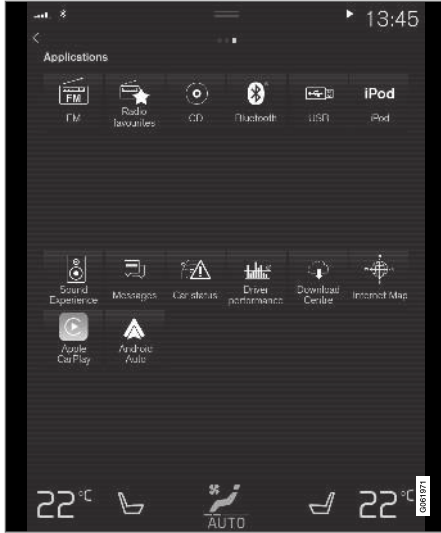 13:45
Applications
FM
iPod
FM
Radio
favourites
CD
Bluetooth
USB
iPod
Sound
Experience
Messages
Car status
Driver
performance
Download
Centre
Internet Map
Apple
CarPlay
Android
Auto
22°C
AUTO
22°C
G061971